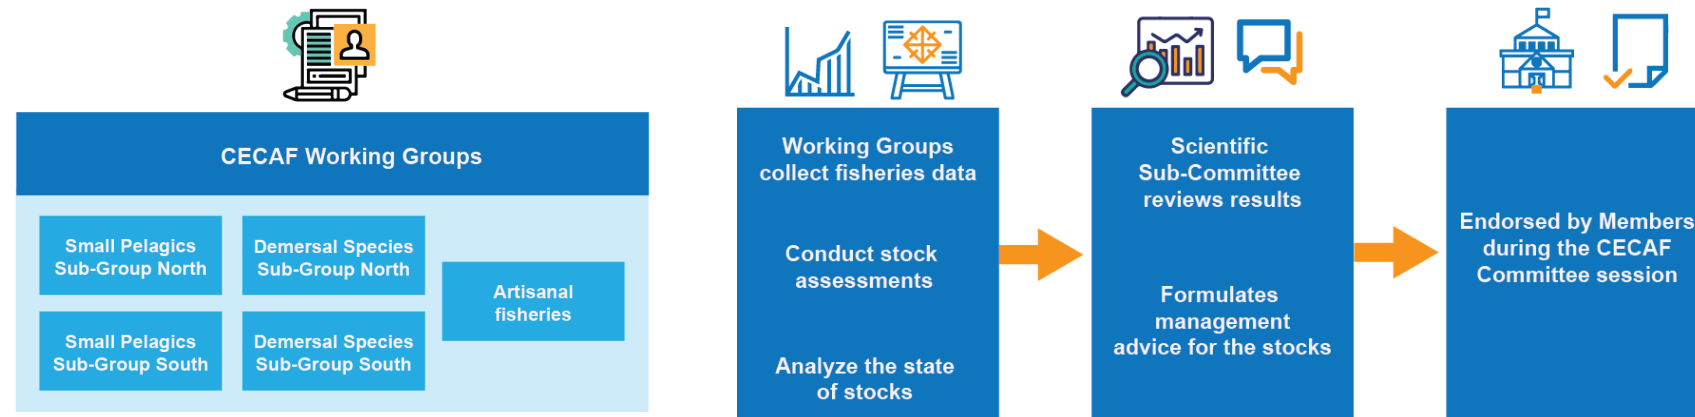 CECAF Working Groups
Small Pelagics
Sub-Group North
Demersal Species
Sub-Group North
Small Pelagics
Sub-Group South
Demersal Species
Sub-Group South
Artisanal
fisheries
Working Groups
collect fisheries data
Conduct stock
assessments
Analyze the state
of stocks
Scientific
Sub-Committee
reviews results
Formulates
management
advice for the stocks
Endorsed by Members
during the CECAF
Committee session